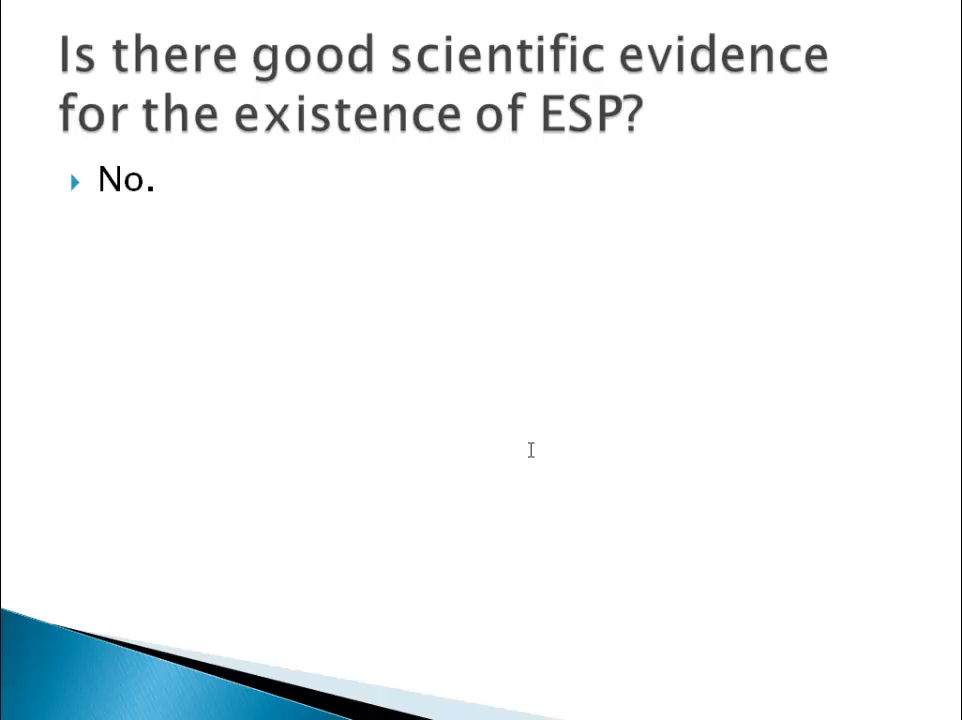 Is there good scientific evidence
for the existence of ESP?
No.